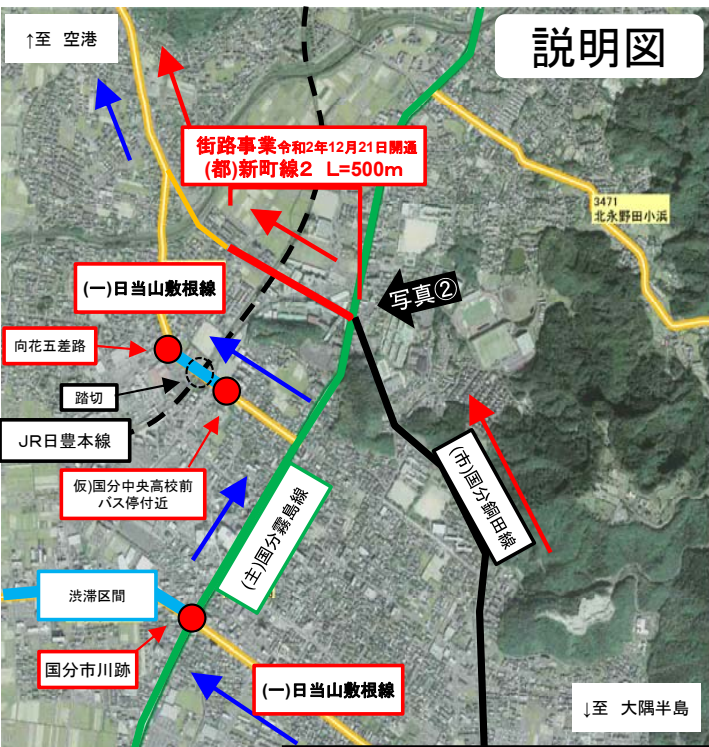 ↑至 空港
説明図
街路事業令和2年12月21日開通
(都)新町線2 L=500m
3471
北永野田小浜
(一)日当山敷根線
写真②
向花五差路
踏切
JR日豊本線
仮)国分中央高校前
バス停付近
(主)国分霧島線
(市)国分銅田線
渋滞区間
国分市川跡
(一)日当山敷根線
↓至 大隅半島